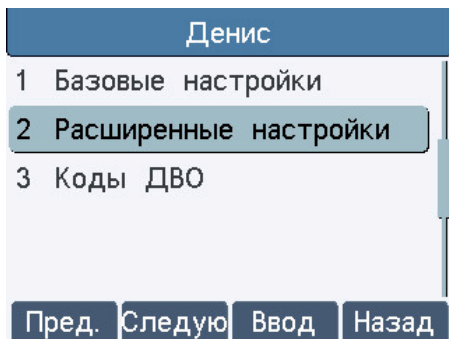 Денис
1 Базовые настройки
2 Расширенные настройки
3 Коды ДВО
Пред. Следую Ввод Назад